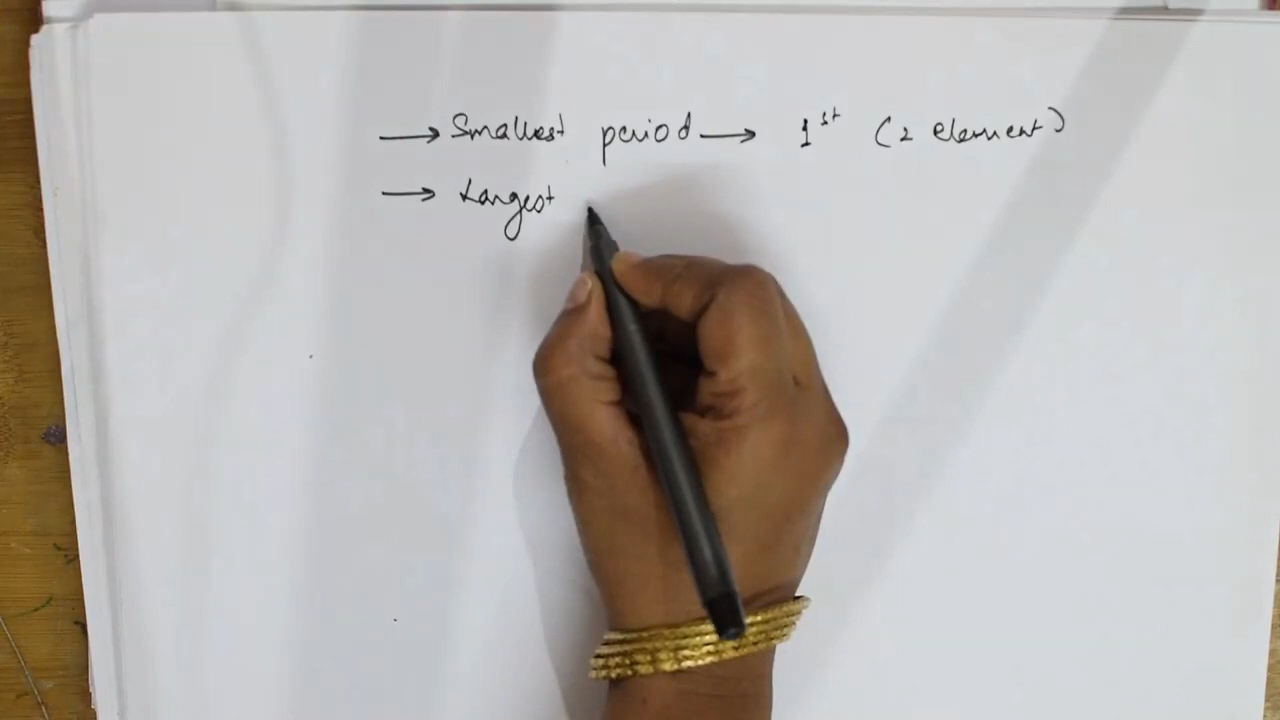 → Smallest period → 1st (2 element)
→ Largest